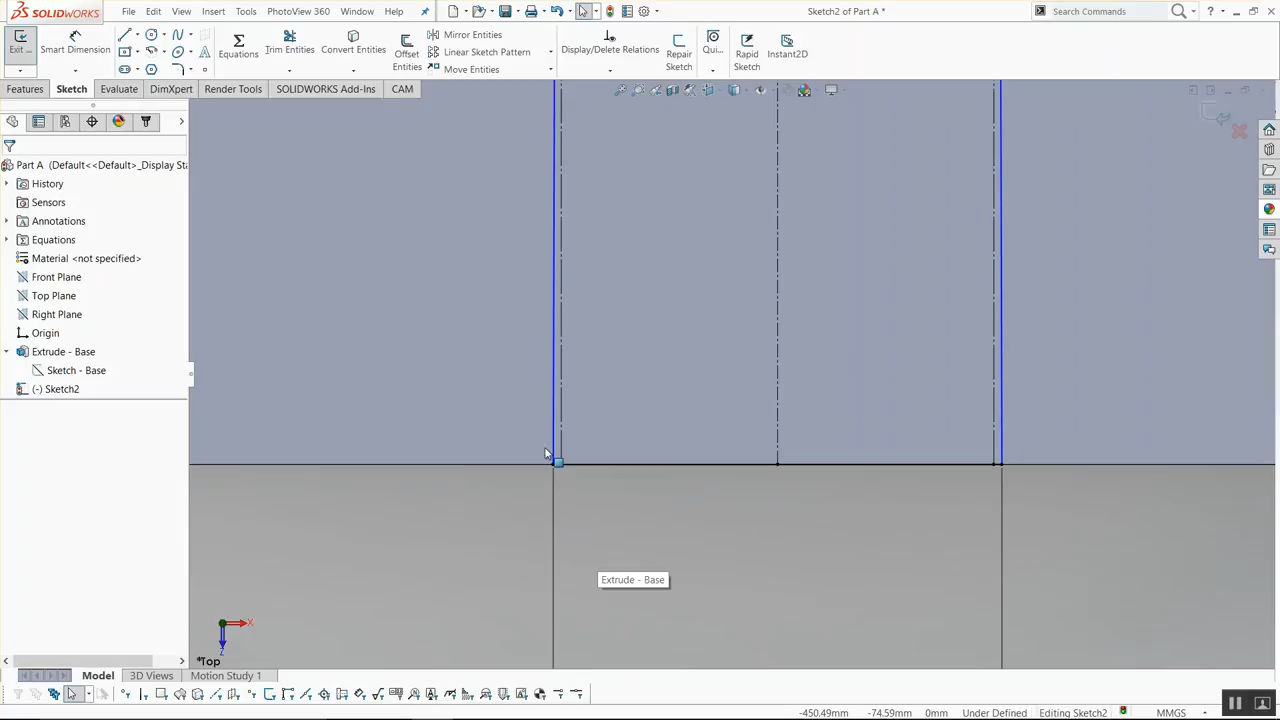 SOLIDWORKS File Edit View Insert Tools PhotoView 360 Window Help Sketch2 of Part A * Search Commands ?
Exit ... Smart Dimension Equations Trim Entities Convert Entities Offset Entities Mirror Entities Linear Sketch Pattern Move Entities Display/Delete Relations Repair Sketch Qui... Rapid Sketch Instant2D
Features Sketch Evaluate DimXpert Render Tools SOLIDWORKS Add-Ins CAM
Part A (Default<<Default>_Display Sta
History
Sensors
Annotations
Equations
Material <not specified>
Front Plane
Top Plane
Right Plane
Origin
Extrude - Base
Sketch - Base
(-) Sketch2
Extrude - Base
X
Z
*Top
Model 3D Views Motion Study 1
-450.49mm -74.59mm 0mm Under Defined Editing Sketch2 MMGS